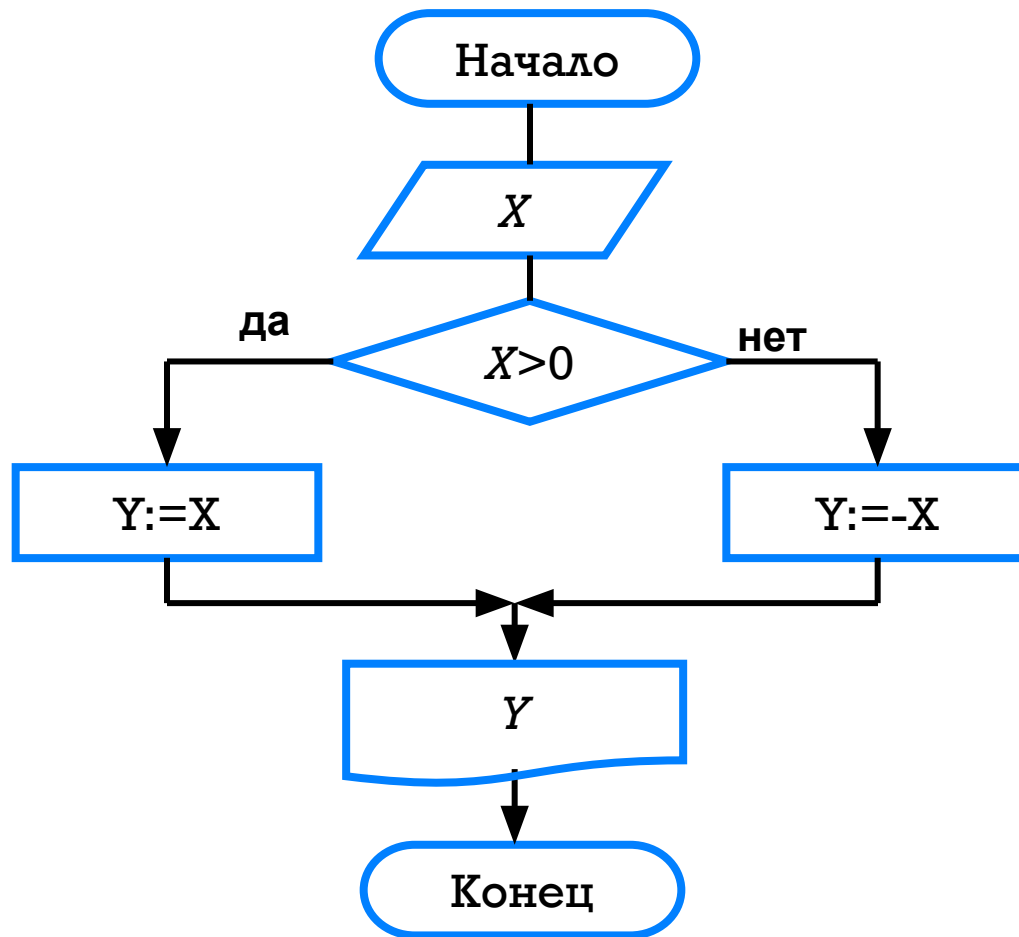 Начало
X
да
нет
X>0
Y:=X
Y:=-X
Y
Конец